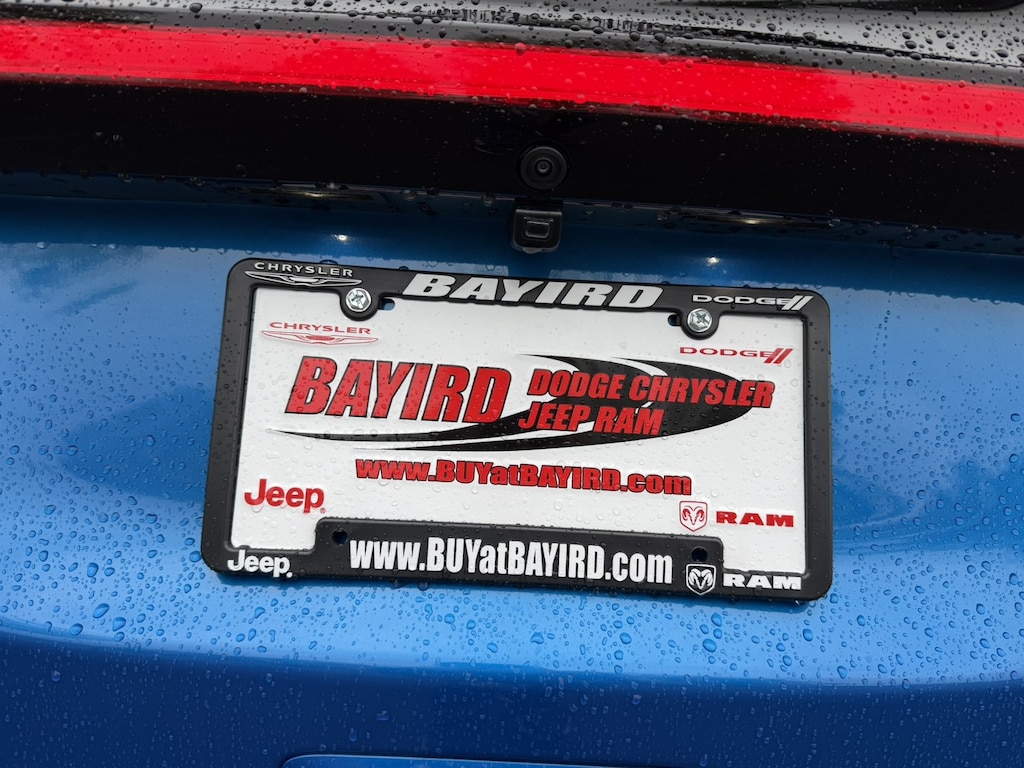 CHRYSLER
BAYIRD
DODGE
CHRYSLER
DODGE
BAYIRD
DODGE CHRYSLER
JEEP RAM
www.BUYatBAYIRD.com
Jeep®
RAM
www.BUYatBAYIRD.com
Jeep.
RAM